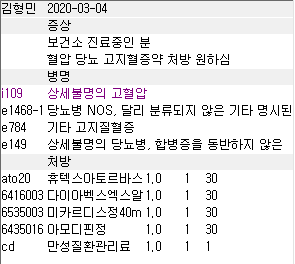 김형민 2020-03-04
증상
보건소 진료중인 분
혈압 당뇨 고지혈증약 처방 원하심
병명
i109 상세불명의 고혈압
e1468-1 당뇨병 NOS, 달리 분류되지 않은 기타 명시된
e784 기타 고지질혈증
e149 상세불명의 당뇨병, 합병증을 동반하지 않은
처방
ato20 휴텍스아토르바스 1.0 1 30
6416003 다이아벡스엑스알 1.0 1 30
6535003 미카르디스정40m 1.0 1 30
6435016 아모디핀정 1.0 1 30
cd 만성질환관리료 1.0 1 1